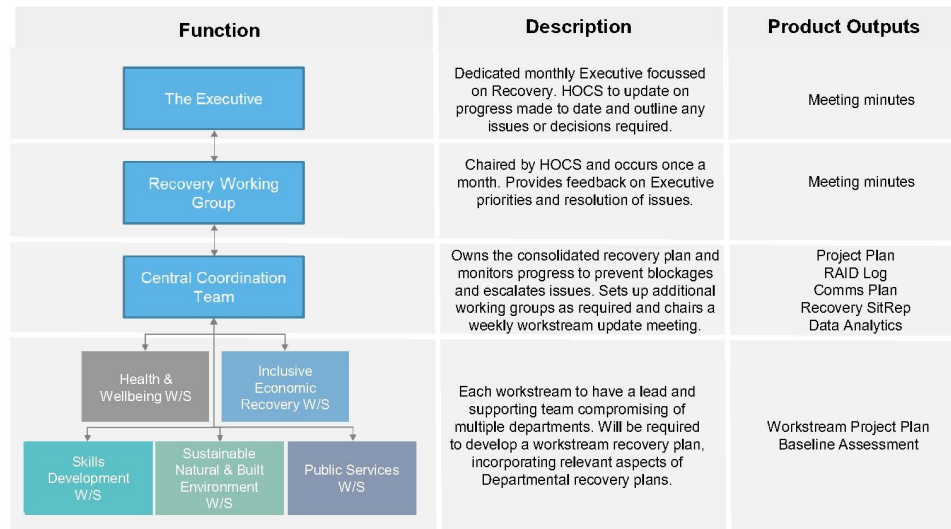 Function
Description
Product Outputs
The Executive
Dedicated monthly Executive focussed
on Recovery. HOCS to update on
progress made to date and outline any
issues or decisions required.
Meeting minutes
Recovery Working
Group
Chaired by HOCS and occurs once a
month. Provides feedback on Executive
priorities and resolution of issues.
Meeting minutes
Central Coordination
Team
Owns the consolidated recovery plan and
monitors progress to prevent blockages
and escalates issues. Sets up additional
working groups as required and chairs a
weekly workstream update meeting.
Project Plan
RAID Log
Comms Plan
Recovery SitRep
Data Analytics
Health &
Wellbeing W/S
Inclusive
Economic
Recovery W/S
Skills
Development
W/S
Sustainable
Natural & Built
Environment
W/S
Public Services
W/S
Each workstream to have a lead and
supporting team compromising of
multiple departments. Will be required
to develop a workstream recovery plan,
incorporating relevant aspects of
Departmental recovery plans.
Workstream Project Plan
Baseline Assessment